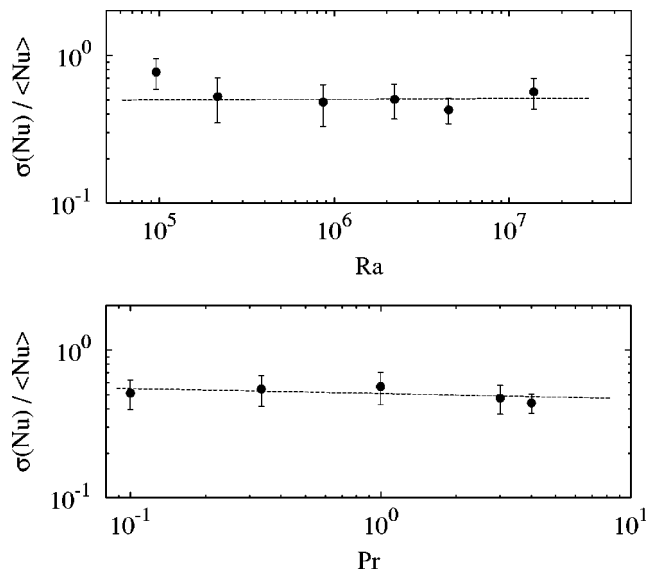 10⁰
10⁻¹
σ(Nu) / <Nu>
10⁵ 10⁶ 10⁷
Ra
10⁰
10⁻¹
σ(Nu) / <Nu>
10⁻¹ 10⁰ 10¹
Pr